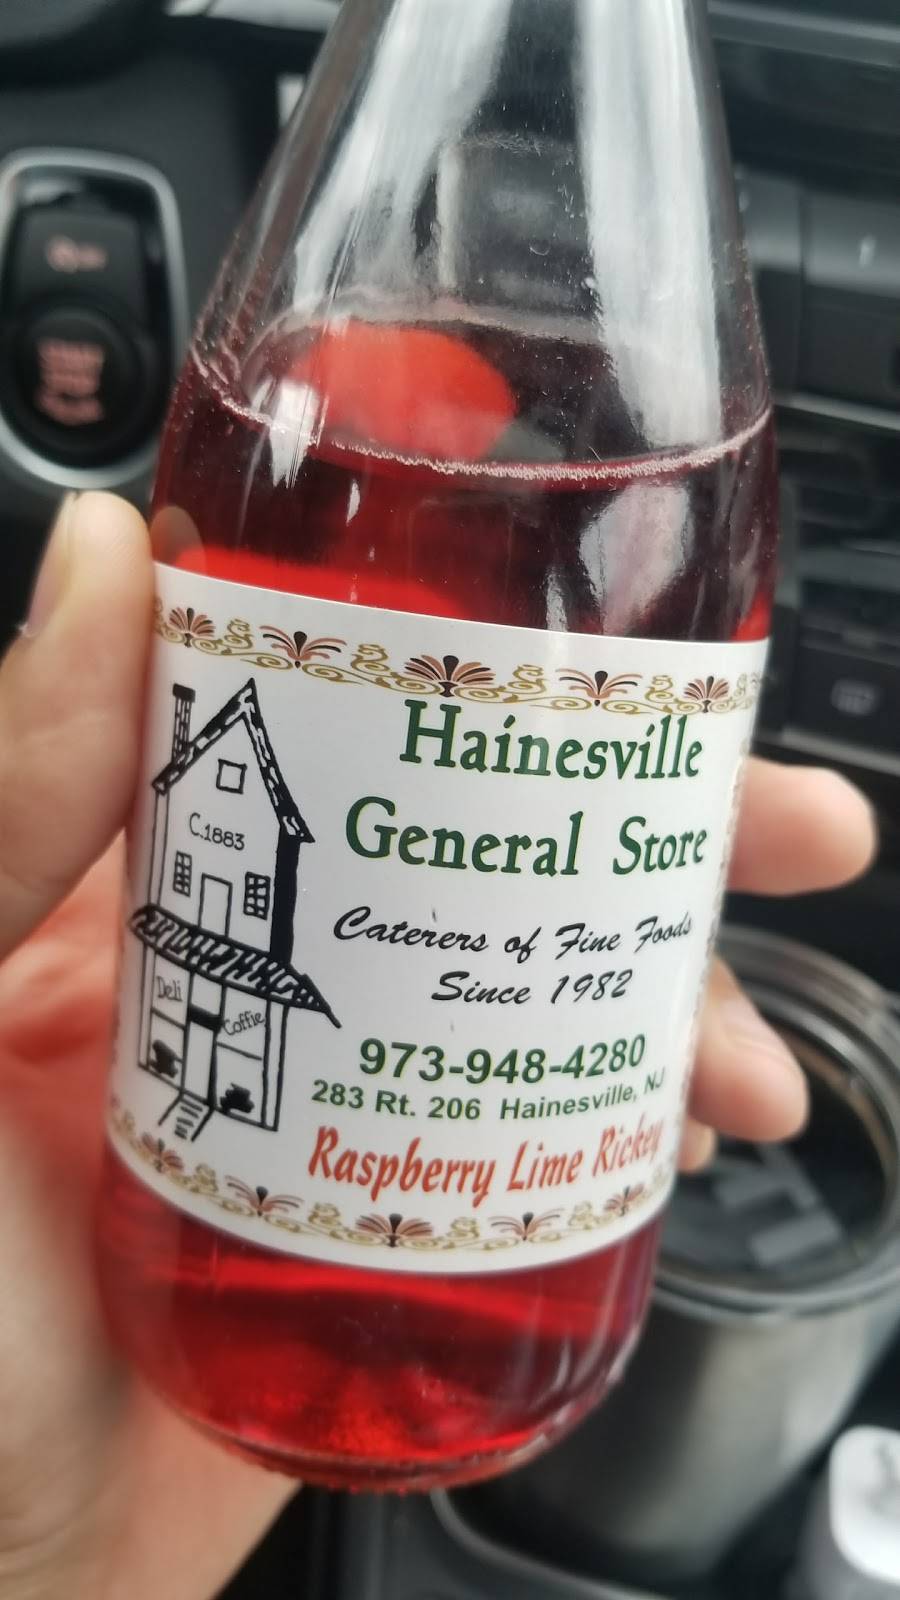 Hainesville
General Store
C.1883
Caterers of Fine Foods
Since 1982
Deli
Coffie
973-948-4280
283 Rt. 206 Hainesville, NJ
Raspberry Lime Rickey